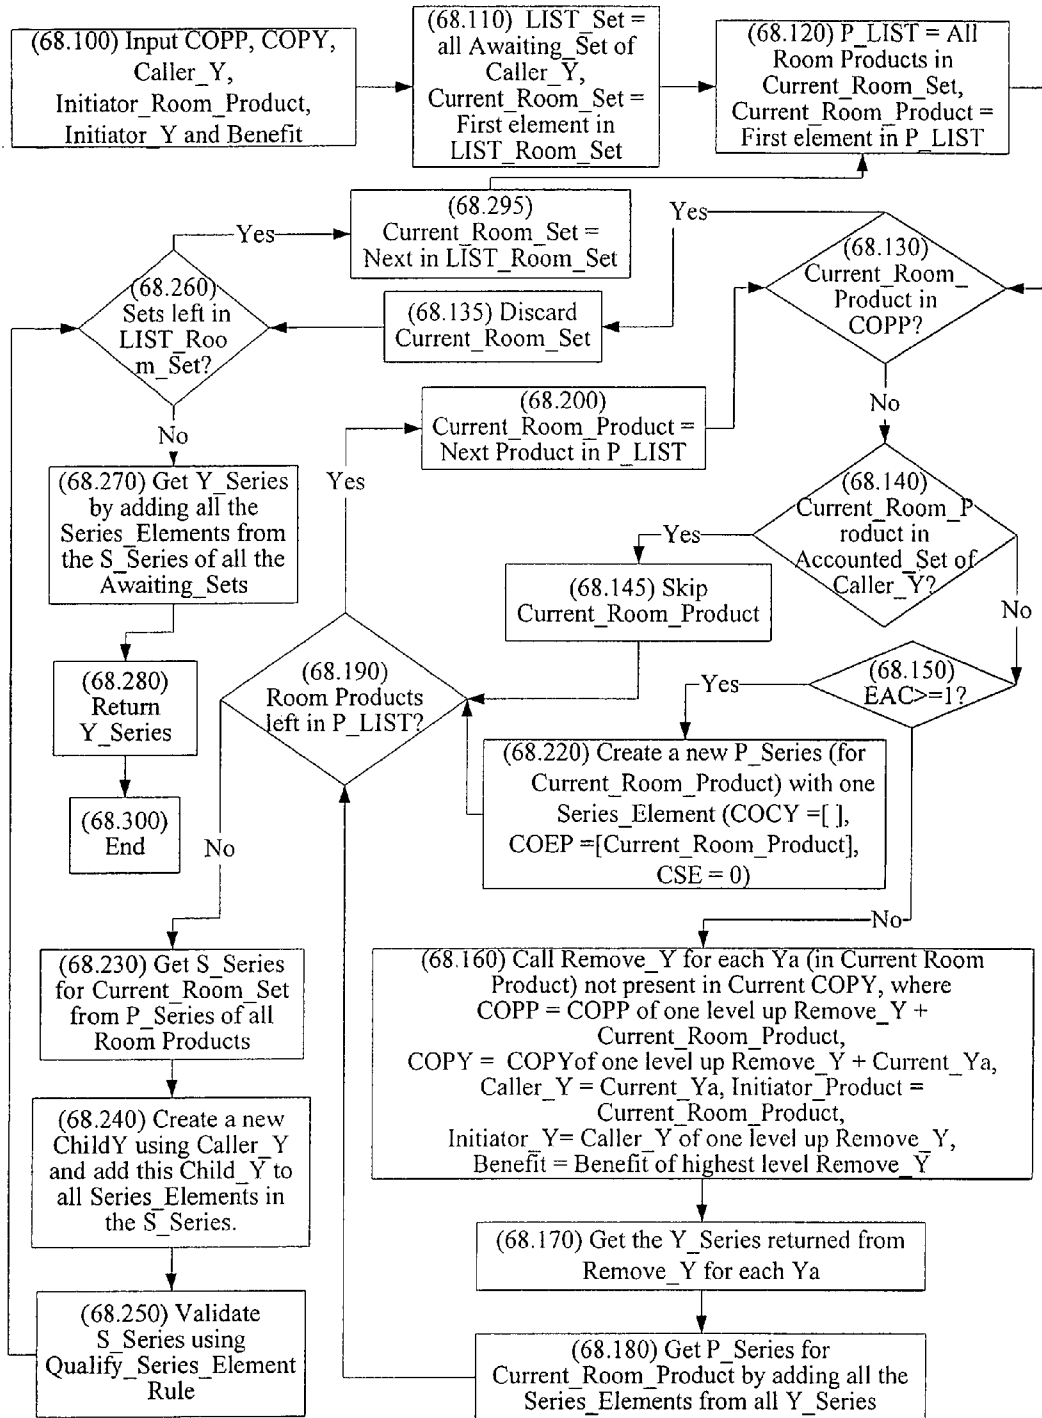 (68.100) Input COPP, COPY,
Caller_Y,
Initiator_Room_Product,
Initiator_Y and Benefit
(68.110) LIST_Set =
all Awaiting_Set of
Caller_Y,
Current_Room_Set =
First element in
LIST_Room_Set
(68.120) P_LIST = All
Room Products in
Current_Room_Set,
Current_Room_Product =
First element in P_LIST
(68.295)
Current_Room_Set =
Next in LIST_Room_Set
Yes
Yes
(68.130)
Current_Room_
Product in
COPP?
(68.260)
Sets left in
LIST_Roo
m_Set?
(68.135) Discard
Current_Room_Set
(68.200)
Current_Room_Product =
Next Product in P_LIST
No
No
Yes
(68.270) Get Y_Series
by adding all the
Series_Elements from
the S_Series of all the
Awaiting_Sets
(68.140)
Current_Room_P
roduct in
Accounted_Set of
Caller_Y?
Yes
No
(68.145) Skip
Current_Room_Product
(68.280)
Return
Y_Series
(68.190)
Room Products
left in P_LIST?
(68.150)
EAC>=1?
Yes
(68.220) Create a new P_Series (for
Current_Room_Product) with one
Series_Element (COCY =[ ],
COEP =[Current_Room_Product],
CSE = 0)
(68.300)
End
No
No
(68.230) Get S_Series
for Current_Room_Set
from P_Series of all
Room Products
(68.160) Call Remove_Y for each Ya (in Current Room
Product) not present in Current COPY, where
COPP = COPP of one level up Remove_Y +
Current_Room_Product,
COPY = COPYof one level up Remove_Y + Current_Ya,
Caller_Y = Current_Ya, Initiator_Product =
Current_Room_Product,
Initiator_Y= Caller_Y of one level up Remove_Y,
Benefit = Benefit of highest level Remove_Y
(68.240) Create a new
ChildY using Caller_Y
and add this Child_Y to
all Series_Elements in
the S_Series.
(68.170) Get the Y_Series returned from
Remove_Y for each Ya
(68.250) Validate
S_Series using
Qualify_Series_Element
Rule
(68.180) Get P_Series for
Current_Room_Product by adding all the
Series_Elements from all Y_Series